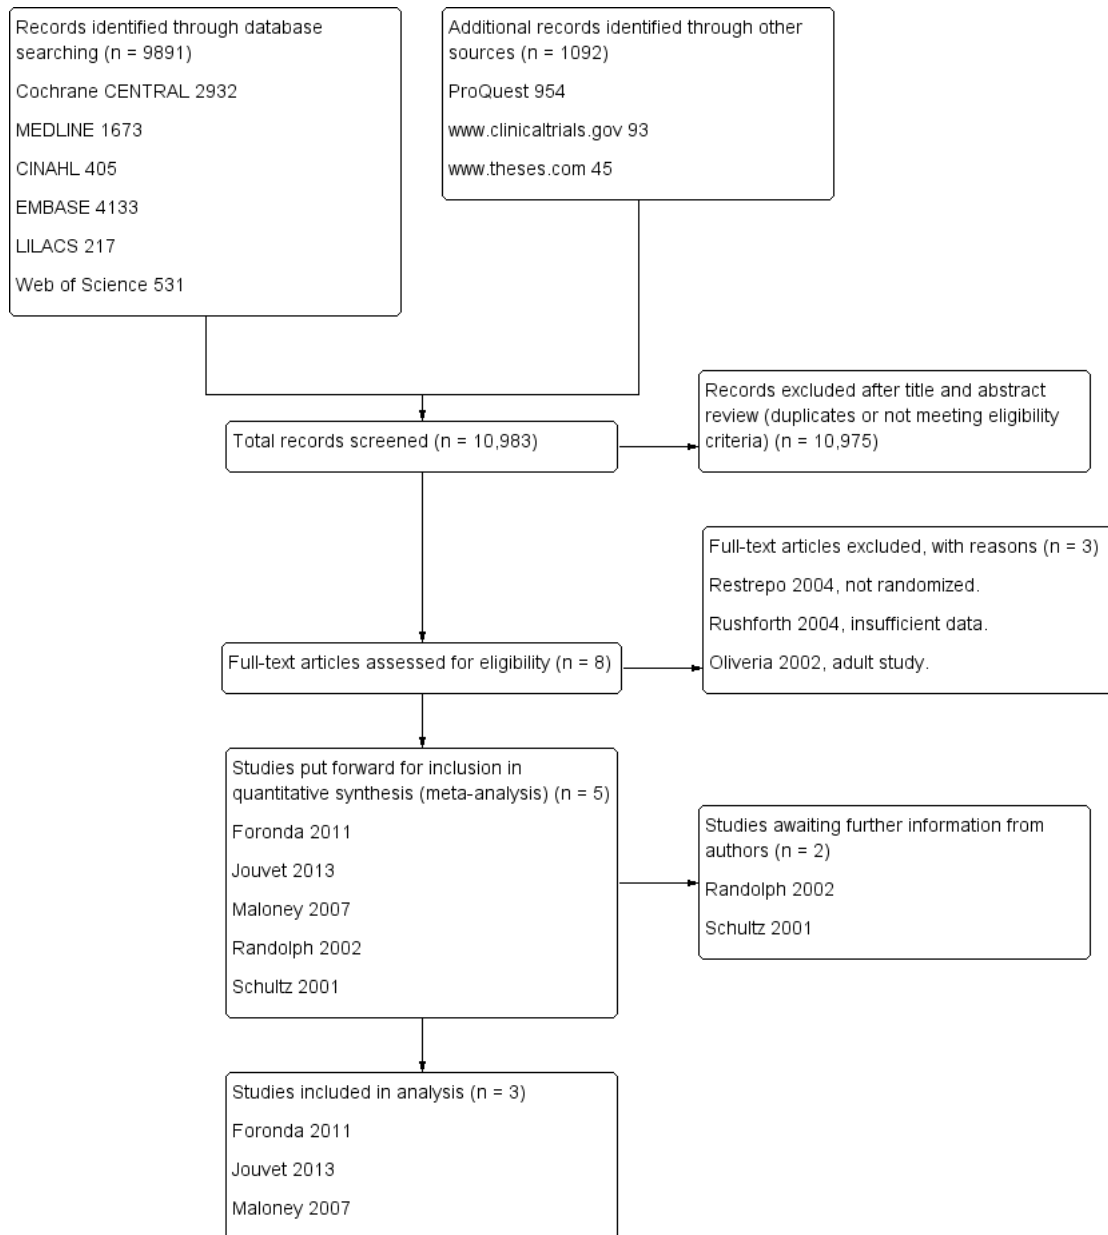 Records identified through database
searching (n = 9891)
Cochrane CENTRAL 2932
MEDLINE 1673
CINAHL 405
EMBASE 4133
LILACS 217
Web of Science 531
Additional records identified through other
sources (n = 1092)
ProQuest 954
www.clinicaltrials.gov 93
www.theses.com 45
Total records screened (n = 10,983)
Records excluded after title and abstract
review (duplicates or not meeting eligibility
criteria) (n = 10,975)
Full-text articles assessed for eligibility (n = 8)
Full-text articles excluded, with reasons (n = 3)
Restrepo 2004, not randomized.
Rushforth 2004, insufficient data.
Oliveria 2002, adult study.
Studies put forward for inclusion in
quantitative synthesis (meta-analysis) (n = 5)
Foronda 2011
Jouvet 2013
Maloney 2007
Randolph 2002
Schultz 2001
Studies awaiting further information from
authors (n = 2)
Randolph 2002
Schultz 2001
Studies included in analysis (n = 3)
Foronda 2011
Jouvet 2013
Maloney 2007